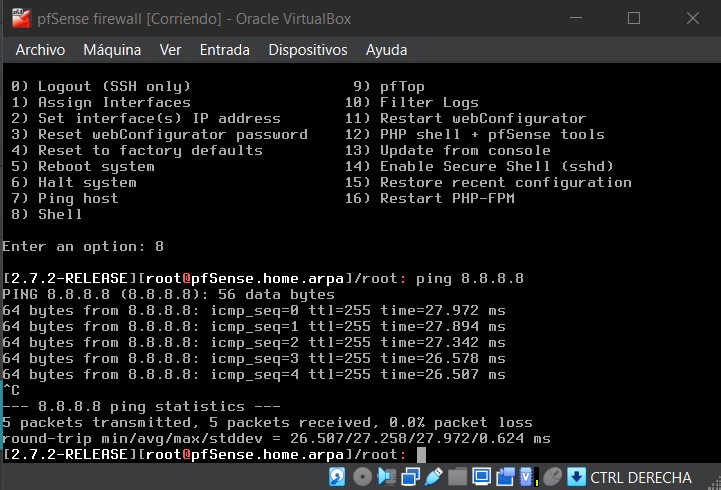 pfSense firewall [Corriendo] - Oracle VirtualBox
Archivo Máquina Ver Entrada Dispositivos Ayuda
0) Logout (SSH only) 9) pfTop
1) Assign Interfaces 10) Filter Logs
2) Set interface(s) IP address 11) Restart webConfigurator
3) Reset webConfigurator password 12) PHP shell + pfSense tools
4) Reset to factory defaults 13) Update from console
5) Reboot system 14) Enable Secure Shell (sshd)
6) Halt system 15) Restore recent configuration
7) Ping host 16) Restart PHP-FPM
8) Shell
Enter an option: 8
[2.7.2-RELEASE][root@pfSense.home.arpa]/root: ping 8.8.8.8
PING 8.8.8.8 (8.8.8.8): 56 data bytes
64 bytes from 8.8.8.8: icmp_seq=0 ttl=255 time=27.972 ms
64 bytes from 8.8.8.8: icmp_seq=1 ttl=255 time=27.894 ms
64 bytes from 8.8.8.8: icmp_seq=2 ttl=255 time=27.342 ms
64 bytes from 8.8.8.8: icmp_seq=3 ttl=255 time=26.578 ms
64 bytes from 8.8.8.8: icmp_seq=4 ttl=255 time=26.507 ms
^C
--- 8.8.8.8 ping statistics ---
5 packets transmitted, 5 packets received, 0.0% packet loss
round-trip min/avg/max/stddev = 26.507/27.258/27.972/0.624 ms
[2.7.2-RELEASE][root@pfSense.home.arpa]/root:
CTRL DERECHA